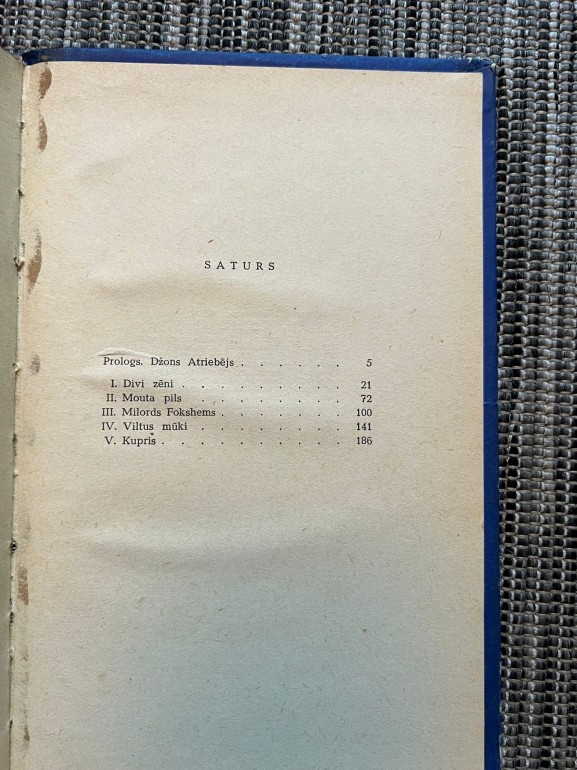 SATURS
Prologs. Džons Atriebējs . . . . . . 5
I. Divi zēni . . . . . . . . . . 21
II. Mouta pils . . . . . . . . . 72
III. Milords Fokshems . . . . . . . 100
IV. Viltus mūki . . . . . . . . . 141
V. Kupris . . . . . . . . . . . 186